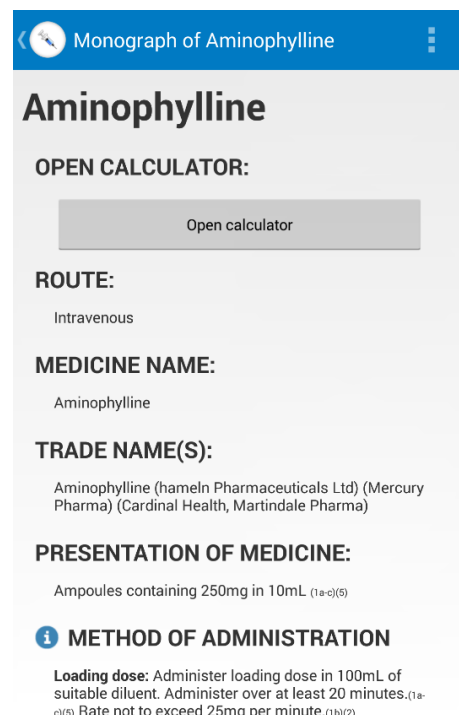 Monograph of Aminophylline
Aminophylline
OPEN CALCULATOR:
Open calculator
ROUTE:
Intravenous
MEDICINE NAME:
Aminophylline
TRADE NAME(S):
Aminophylline (hameln Pharmaceuticals Ltd) (Mercury
Pharma) (Cardinal Health, Martindale Pharma)
PRESENTATION OF MEDICINE:
Ampoules containing 250mg in 10mL (1a-c)(5)
METHOD OF ADMINISTRATION
Loading dose: Administer loading dose in 100mL of
suitable diluent. Administer over at least 20 minutes.(1a-
c)(5) Rate not to exceed 25mg per minute.(1b)(2)